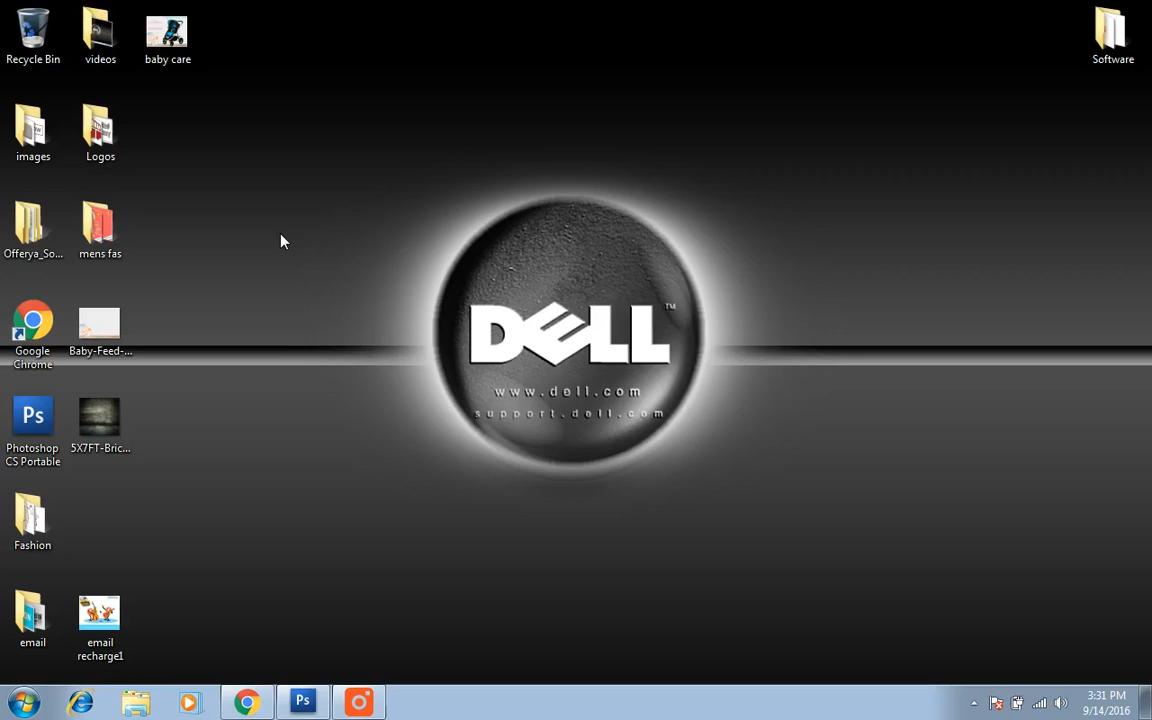 Recycle Bin
videos
baby care
Software
images
Logos
Offerya_So...
mens fas
Google
Chrome
Baby-Feed-...
Ps
Photoshop
CS Portable
5X7FT-Bric...
Fashion
email
email
recharge1
DELL™
www.dell.com
support.dell.com
Ps
3:31 PM
9/14/2016